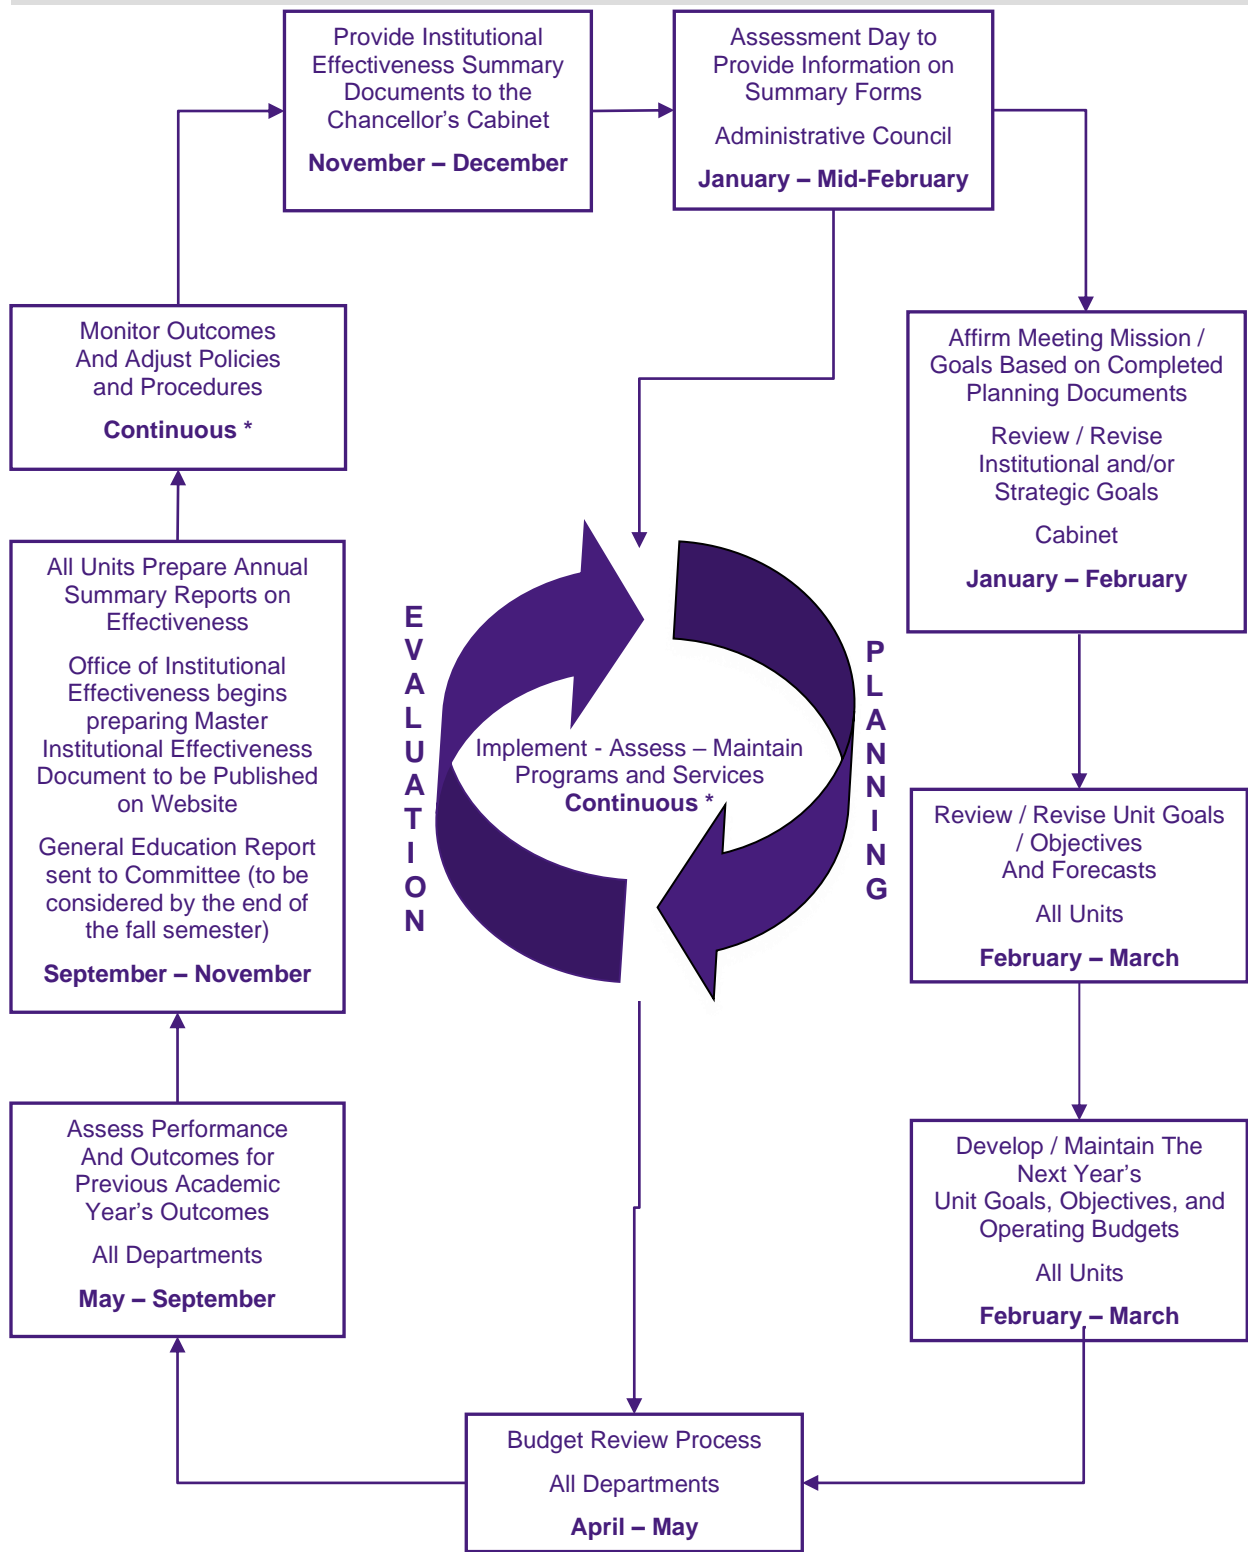 Provide Institutional
Effectiveness Summary
Documents to the
Chancellor’s Cabinet
November – December
Assessment Day to
Provide Information on
Summary Forms
Administrative Council
January – Mid-February
Monitor Outcomes
And Adjust Policies
and Procedures
Continuous *
Affirm Meeting Mission /
Goals Based on Completed
Planning Documents
Review / Revise
Institutional and/or
Strategic Goals
Cabinet
January – February
All Units Prepare Annual
Summary Reports on
Effectiveness
Office of Institutional
Effectiveness begins
preparing Master
Institutional Effectiveness
Document to be Published
on Website
General Education Report
sent to Committee (to be
considered by the end of
the fall semester)
September – November
EVALUATION
Implement - Assess – Maintain
Programs and Services
Continuous *
PLANNING
Review / Revise Unit Goals
/ Objectives
And Forecasts
All Units
February – March
Assess Performance
And Outcomes for
Previous Academic
Year’s Outcomes
All Departments
May – September
Develop / Maintain The
Next Year’s
Unit Goals, Objectives, and
Operating Budgets
All Units
February – March
Budget Review Process
All Departments
April – May